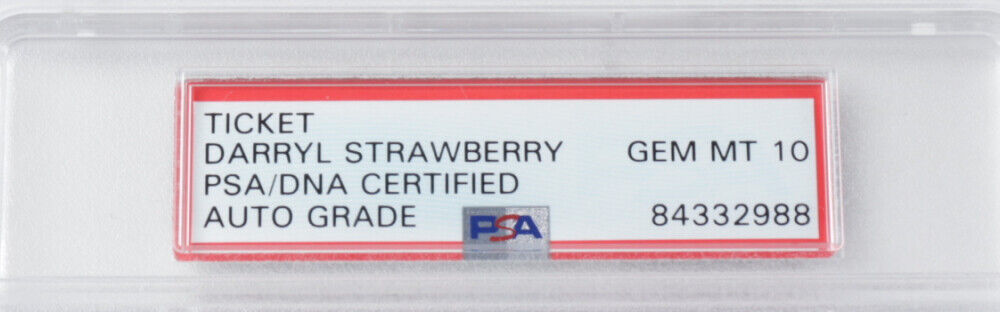 TICKET
DARRYL STRAWBERRY GEM MT 10
PSA/DNA CERTIFIED
AUTO GRADE 84332988
PSA